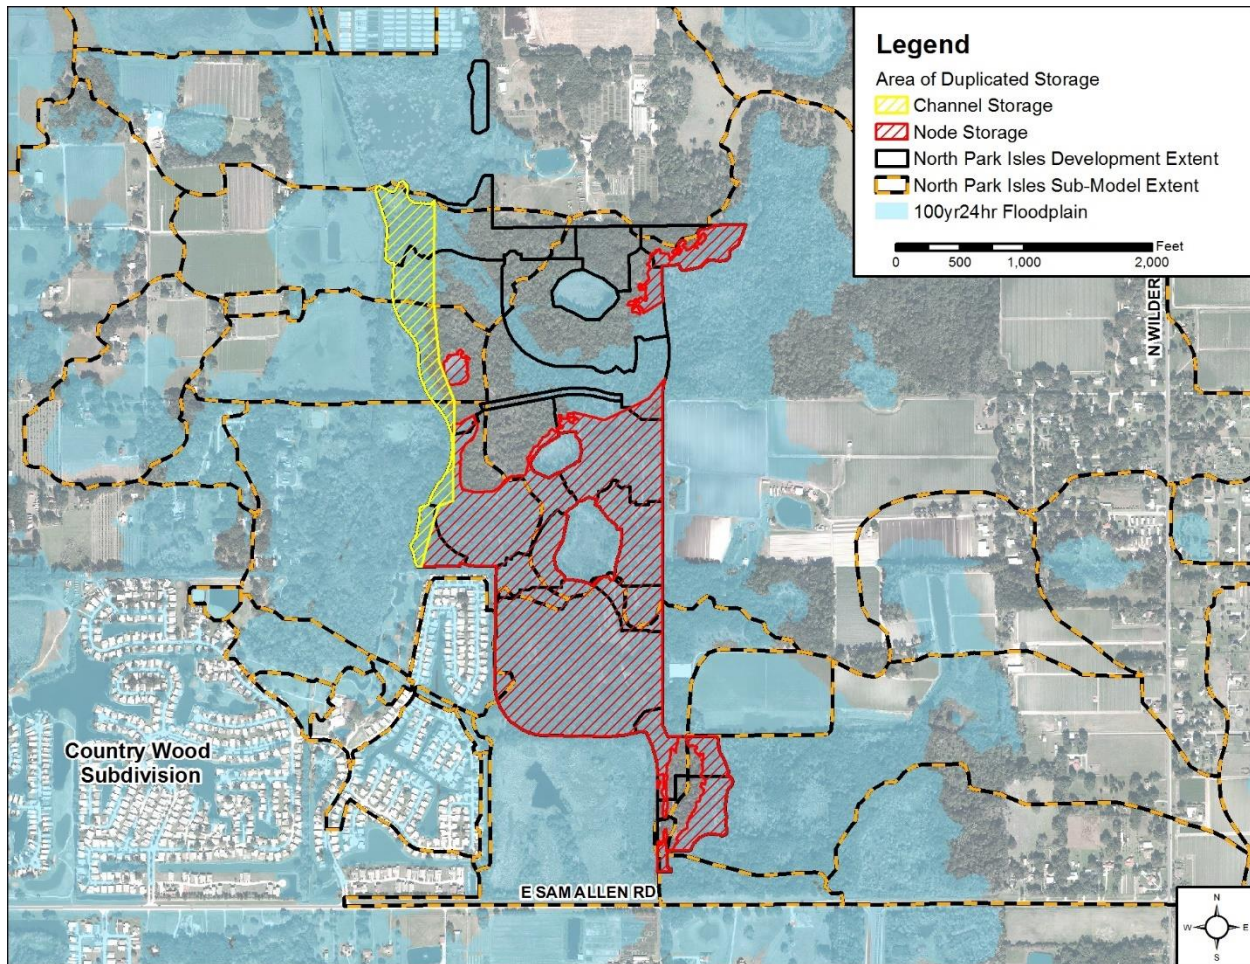 Legend
Area of Duplicated Storage
Channel Storage
Node Storage
North Park Isles Development Extent
North Park Isles Sub-Model Extent
100yr24hr Floodplain
Feet
0 500 1,000 2,000
N WILDER
Country Wood
Subdivision
E SAM ALLEN RD
N
W E
S